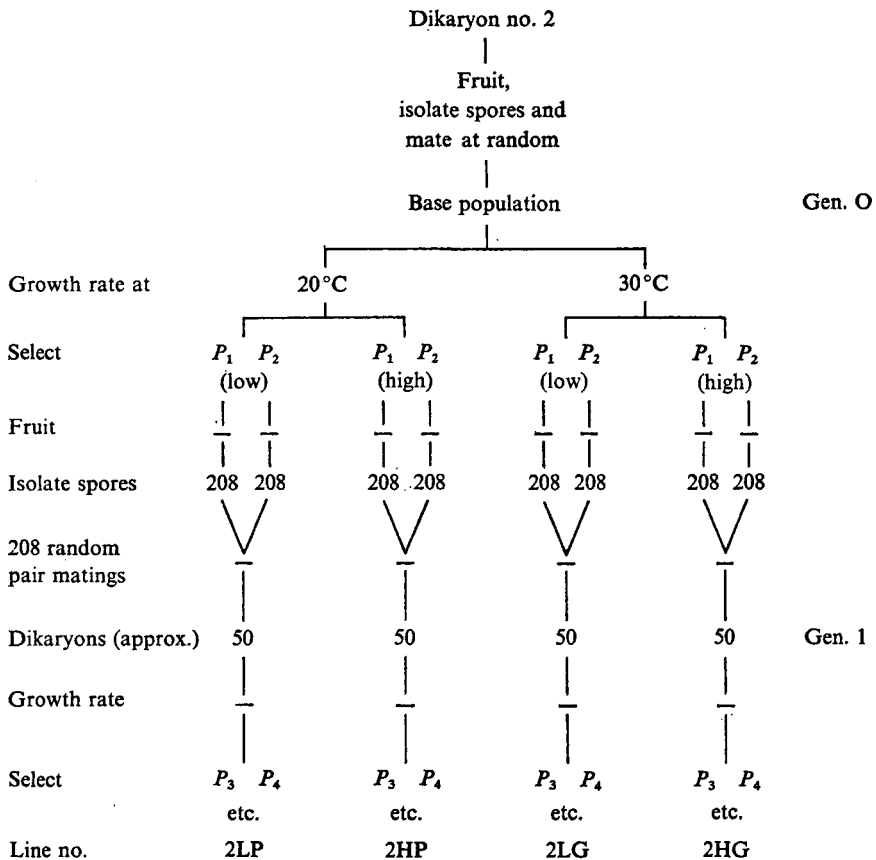 Dikaryon no. 2
Fruit,
isolate spores and
mate at random
Base population Gen. O
Growth rate at 20°C 30°C
Select P₁ P₂ P₁ P₂ P₁ P₂ P₁ P₂
(low) (high) (low) (high)
Fruit
Isolate spores 208 208 208 208 208 208 208 208
208 random
pair matings
Dikaryons (approx.) 50 50 50 50 Gen. 1
Growth rate
Select P₃ P₄ P₃ P₄ P₃ P₄ P₃ P₄
etc. etc. etc. etc.
Line no. 2LP 2HP 2LG 2HG